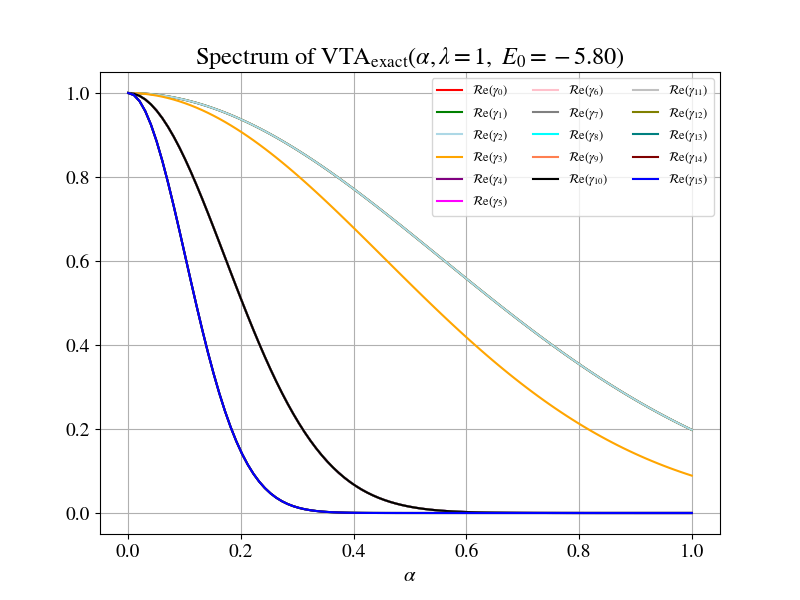 Spectrum of VTA_exact(α, λ = 1, E₀ = −5.80)
1.0
0.8
0.6
0.4
0.2
0.0
ℛe(γ₀) ℛe(γ₆) ℛe(γ₁₁)
ℛe(γ₁) ℛe(γ₇) ℛe(γ₁₂)
ℛe(γ₂) ℛe(γ₈) ℛe(γ₁₃)
ℛe(γ₃) ℛe(γ₉) ℛe(γ₁₄)
ℛe(γ₄) ℛe(γ₁₀) ℛe(γ₁₅)
ℛe(γ₅)
0.0 0.2 0.4 0.6 0.8 1.0
α